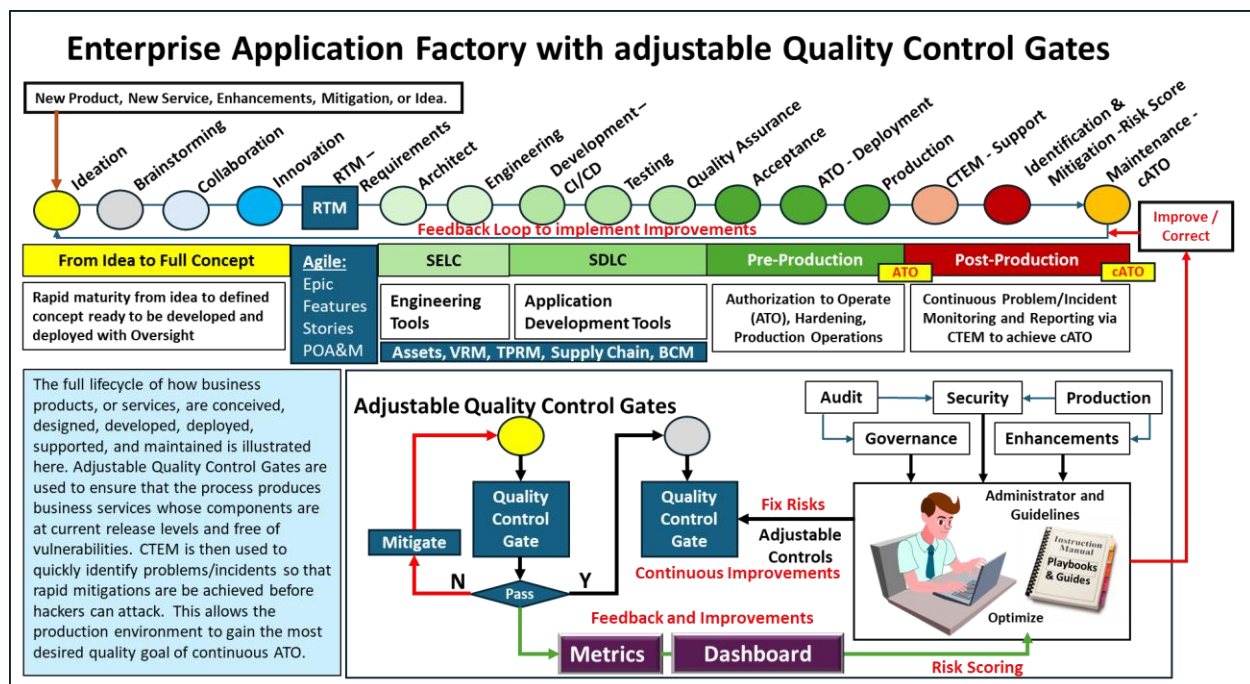 Enterprise Application Factory with adjustable Quality Control Gates
New Product, New Service, Enhancements, Mitigation, or Idea.
Ideation
Brainstorming
Collaboration
Innovation
RTM –
Requirements
Architect
Engineering
Development –
CI/CD
Testing
Quality Assurance
Acceptance
ATO - Deployment
Production
CTEM - Support
Identification &
Mitigation -Risk Score
Maintenance -
cATO
RTM
Feedback Loop to implement Improvements
Improve /
Correct
From Idea to Full Concept
Rapid maturity from idea to defined
concept ready to be developed and
deployed with Oversight
Agile:
Epic
Features
Stories
POA&M
SELC
SDLC
Engineering
Tools
Application
Development Tools
Assets, VRM, TPRM, Supply Chain, BCM
Pre-Production
ATO
Authorization to Operate
(ATO), Hardening,
Production Operations
Post-Production
cATO
Continuous Problem/Incident
Monitoring and Reporting via
CTEM to achieve cATO
The full lifecycle of how business
products, or services, are conceived,
designed, developed, deployed,
supported, and maintained is illustrated
here. Adjustable Quality Control Gates are
used to ensure that the process produces
business services whose components are
at current release levels and free of
vulnerabilities. CTEM is then used to
quickly identify problems/incidents so that
rapid mitigations are be achieved before
hackers can attack.  This allows the
production environment to gain the most
desired quality goal of continuous ATO.
Adjustable Quality Control Gates
Quality
Control
Gate
Mitigate
N
Pass
Y
Quality
Control
Gate
Fix Risks
Adjustable
Controls
Continuous Improvements
Audit
Security
Production
Governance
Enhancements
Administrator and
Guidelines
Instruction
Manual
Playbooks
& Guides
Optimize
Feedback and Improvements
Metrics
Dashboard
Risk Scoring